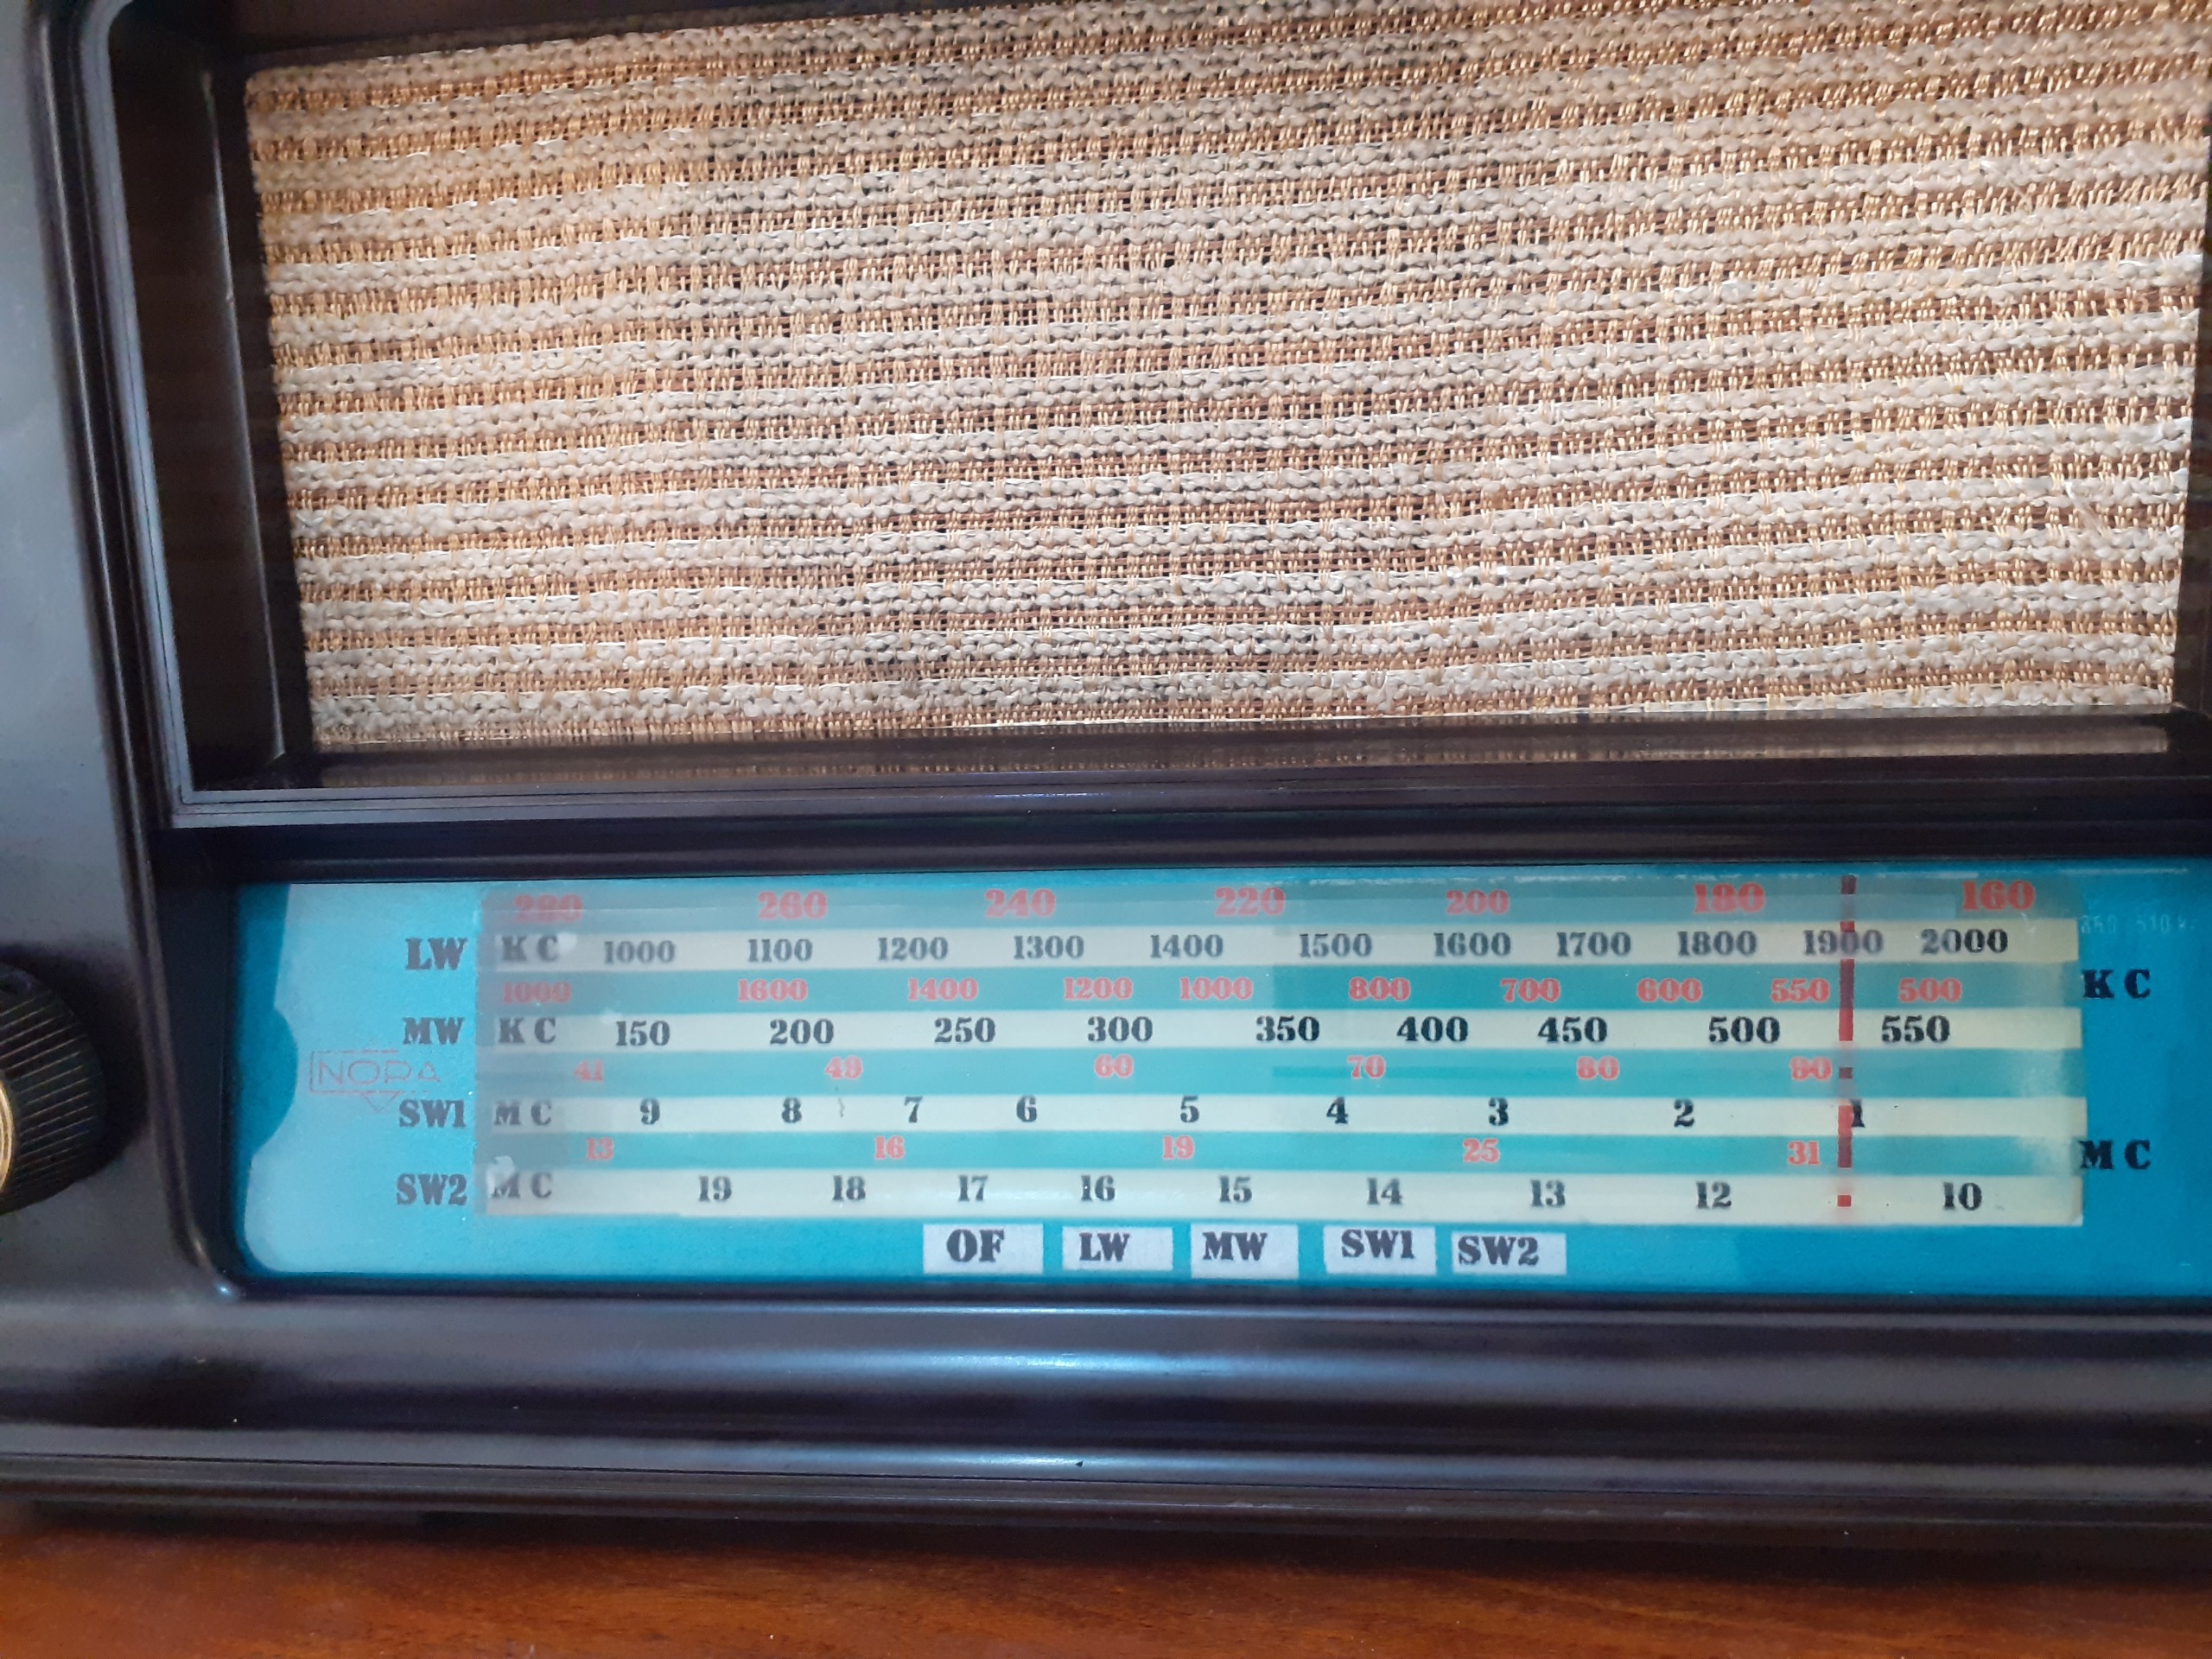 280 260 240 220 200 180 160
LW KC 1000 1100 1200 1300 1400 1500 1600 1700 1800 1900 2000
1000 1600 1400 1200 1000 800 700 600 550 500 KC
MW KC 150 200 250 300 350 400 450 500 550
NORA 41 49 60 70 80 90
SW1 MC 9 8 7 6 5 4 3 2 1
13 16 19 25 31 MC
SW2 MC 19 18 17 16 15 14 13 12 10
OF LW MW SW1 SW2